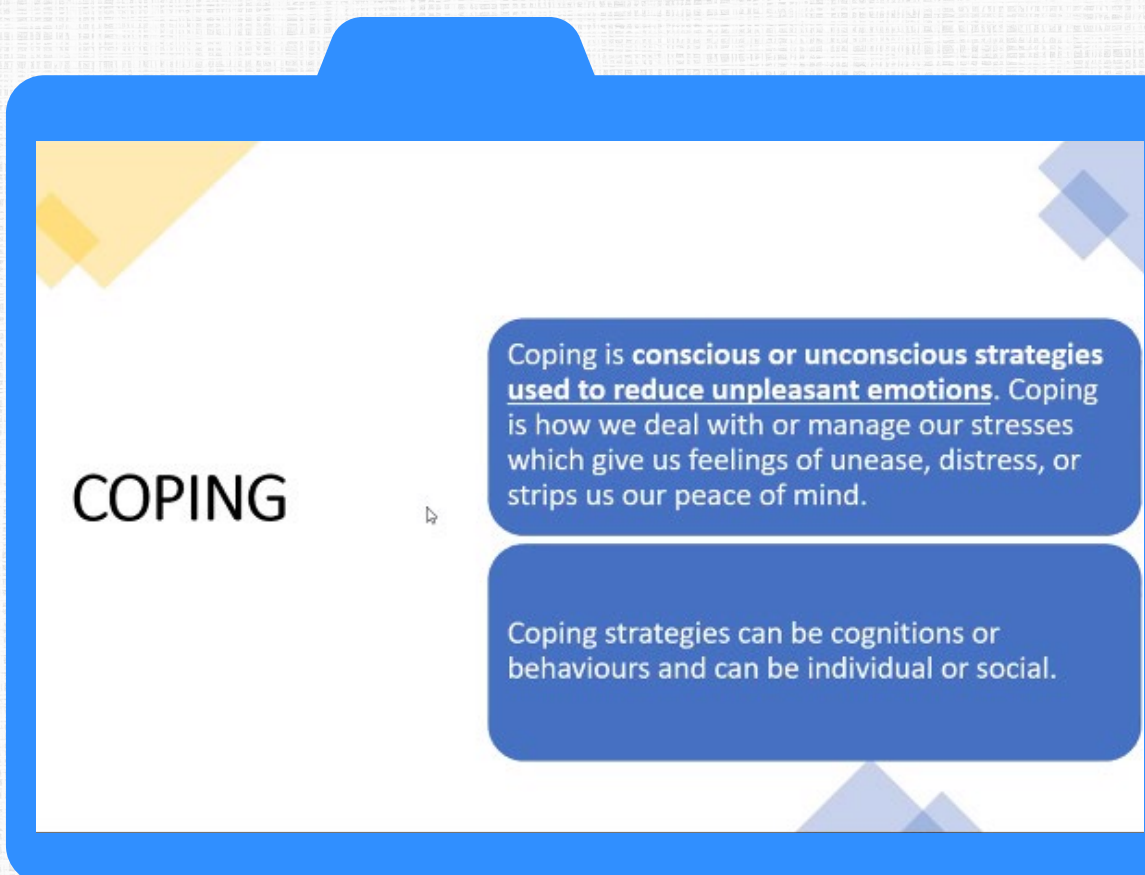 COPING
Coping is conscious or unconscious strategies
used to reduce unpleasant emotions. Coping
is how we deal with or manage our stresses
which give us feelings of unease, distress, or
strips us our peace of mind.
Coping strategies can be cognitions or
behaviours and can be individual or social.